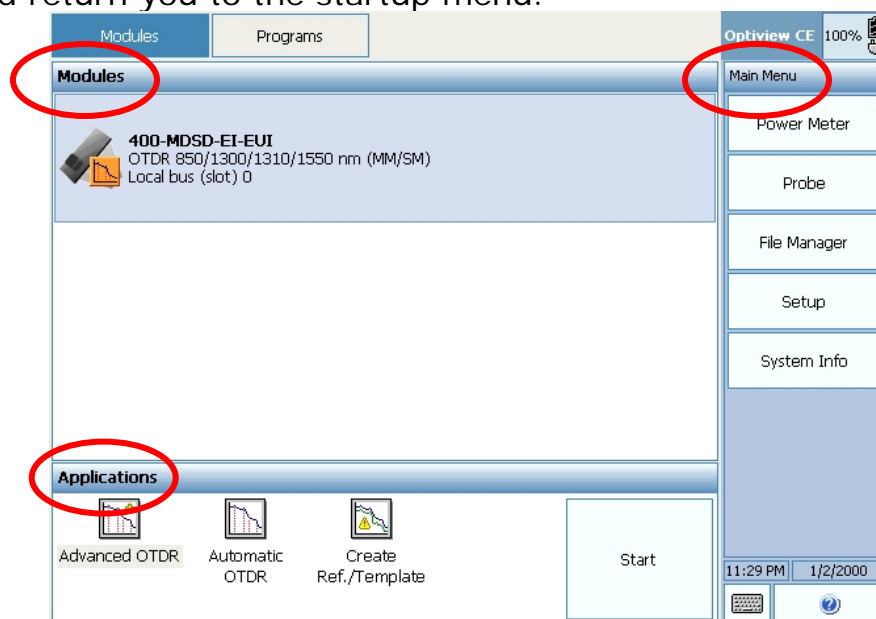 d return you to the startup menu.
Modules
Programs
Optiview CE
100%
Modules
Main Menu
400-MDSD-EI-EUI
OTDR 850/1300/1310/1550 nm (MM/SM)
Local bus (slot) 0
Power Meter
Probe
File Manager
Setup
System Info
Applications
Advanced OTDR
Automatic
OTDR
Create
Ref./Template
Start
11:29 PM
1/2/2000